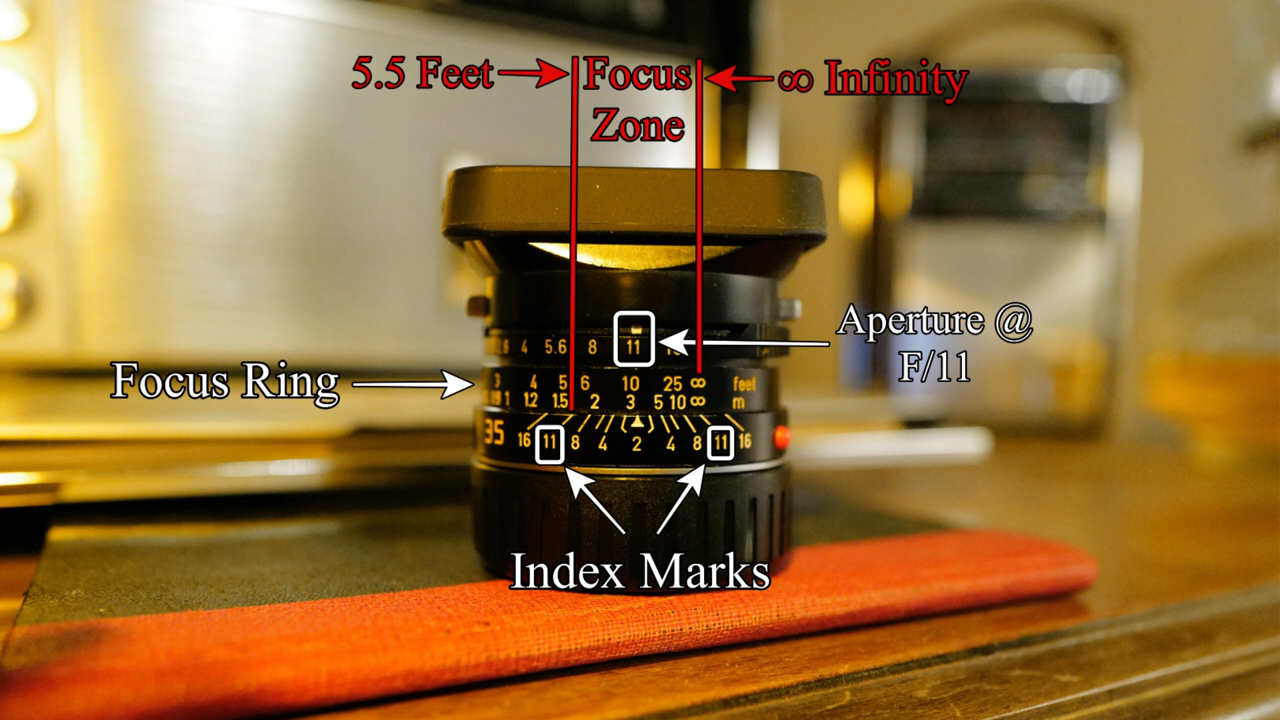 5.5 Feet Focus ∞ Infinity
Zone
Aperture @
F/11
4 5.6 8 11
Focus Ring
3 4 5 6 10 25 ∞ feet
1 1.2 1.5 2 3 5 10 ∞ m
35 16 11 8 4 2 4 8 11 16
Index Marks